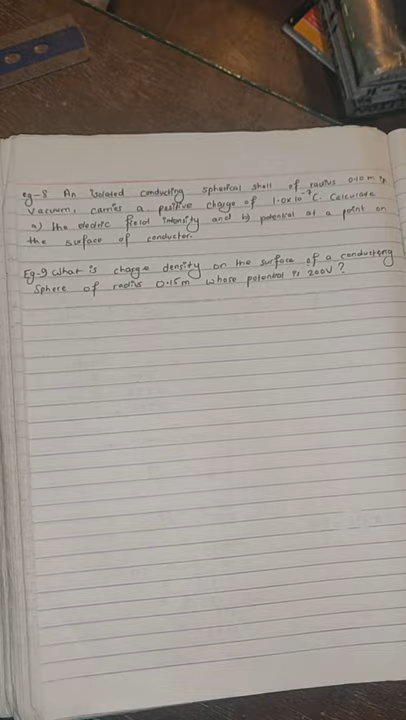 eg-8 An Isolated conducting spherical shell of radius 0.10 m in
Vacuum, carries a positive charge of 1.0x10⁻⁷C. Calculate
a) the electric field intensity and b) potential at a point on
the surface of conductor.
Eg-9 What is charge density on the surface of a conducting
Sphere of radius 0.15m whose potential is 200V?